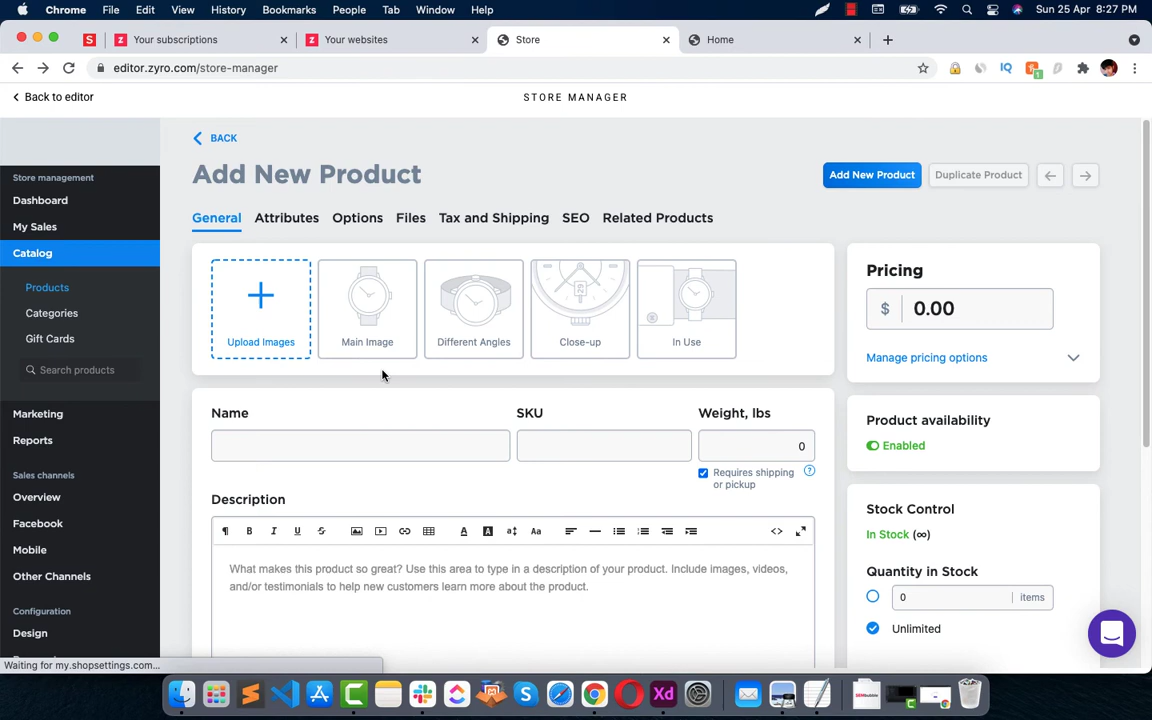 Chrome File Edit View History Bookmarks People Tab Window Help Sun 25 Apr 8:27 PM
Your subscriptions Your websites Store Home
editor.zyro.com/store-manager
Back to editor STORE MANAGER
BACK
Add New Product Add New Product Duplicate Product
Store management
Dashboard
My Sales
Catalog
Products
Categories
Gift Cards
Search products
Marketing
Reports
Sales channels
Overview
Facebook
Mobile
Other Channels
Configuration
Design
General Attributes Options Files Tax and Shipping SEO Related Products
Upload Images Main Image Different Angles Close-up In Use
Name SKU Weight, lbs
0
Requires shipping
or pickup
Description
What makes this product so great? Use this area to type in a description of your product. Include images, videos,
and/or testimonials to help new customers learn more about the product.
Pricing
$ 0.00
Manage pricing options
Product availability
Enabled
Stock Control
In Stock (∞)
Quantity in Stock
0 items
Unlimited
Waiting for my.shopsettings.com...